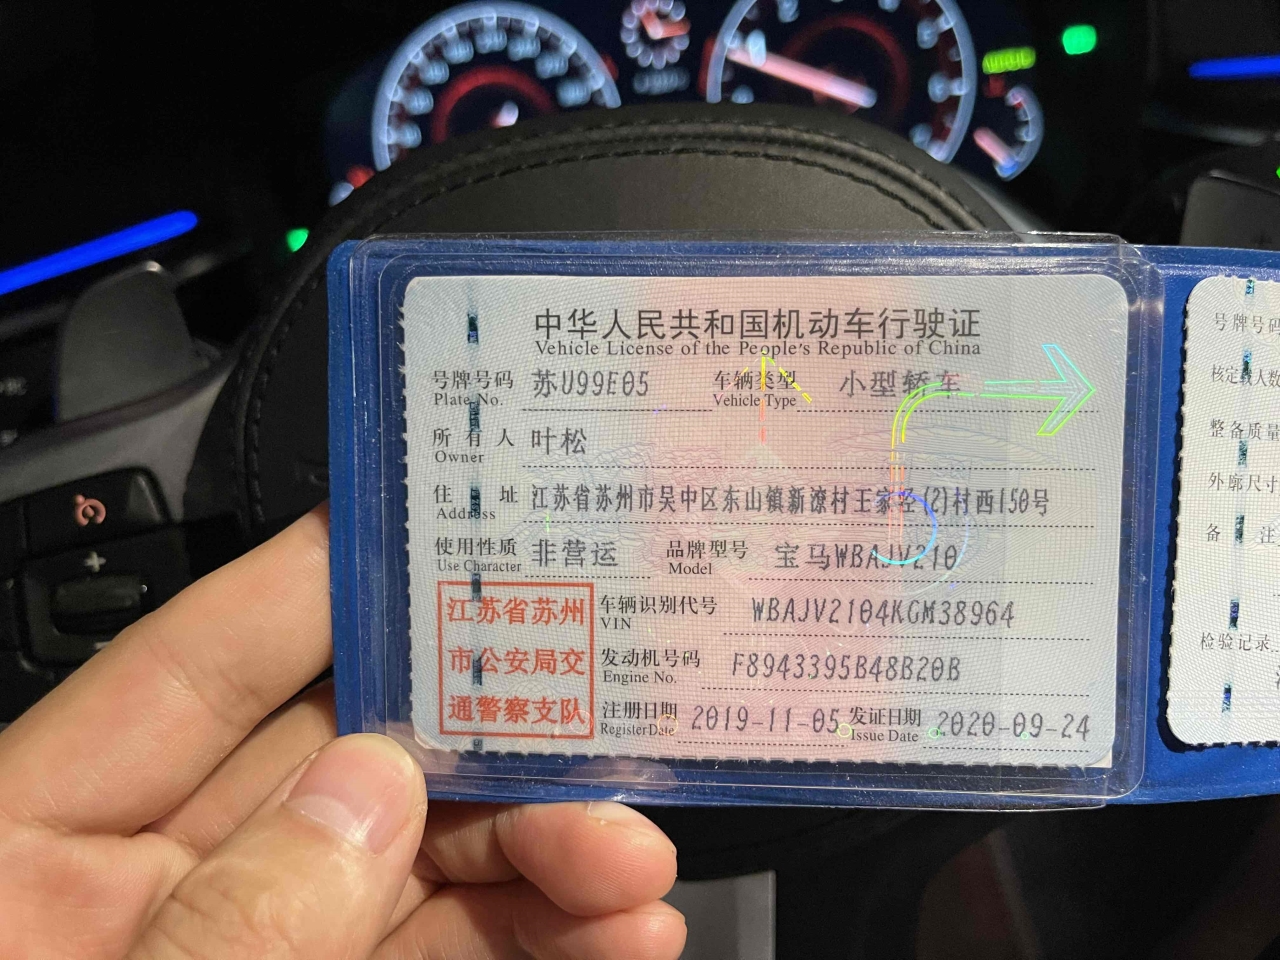 中华人民共和国机动车行驶证
Vehicle License of the People's Republic of China
号牌号码 苏U99E05 车辆类型 小型轿车
Plate No. Vehicle Type
所有人 叶松
Owner
住址 江苏省苏州市吴中区东山镇新潦村王家泾(2)村西150号
Address
使用性质 非营运 品牌型号 宝马WBAJV210
Use Character Model
江苏省苏州
市公安局交
通警察支队
车辆识别代号 WBAJV2104KGM38964
VIN
发动机号码 F8943395B48B20B
Engine No.
注册日期 2019-11-05 发证日期 2020-09-24
Register Date Issue Date
号牌号码
核定载人数
整备质量
外廓尺寸
备注
检验记录